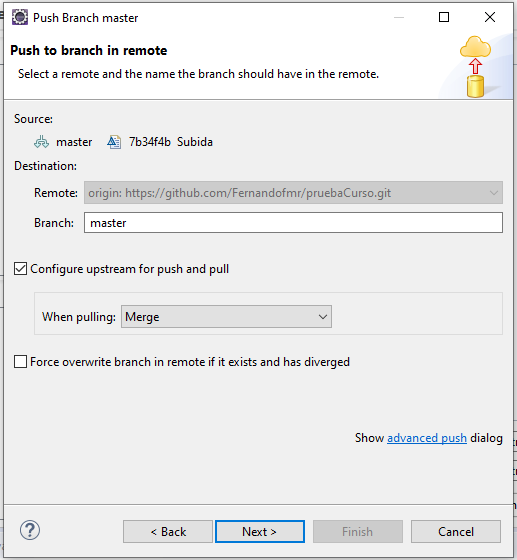 Push Branch master
Push to branch in remote
Select a remote and the name the branch should have in the remote.
Source:
master 7b34f4b Subida
Destination:
Remote: origin: https://github.com/Fernandofmr/pruebaCurso.git
Branch: master
Configure upstream for push and pull
When pulling: Merge
Force overwrite branch in remote if it exists and has diverged
Show advanced push dialog
? < Back Next > Finish Cancel